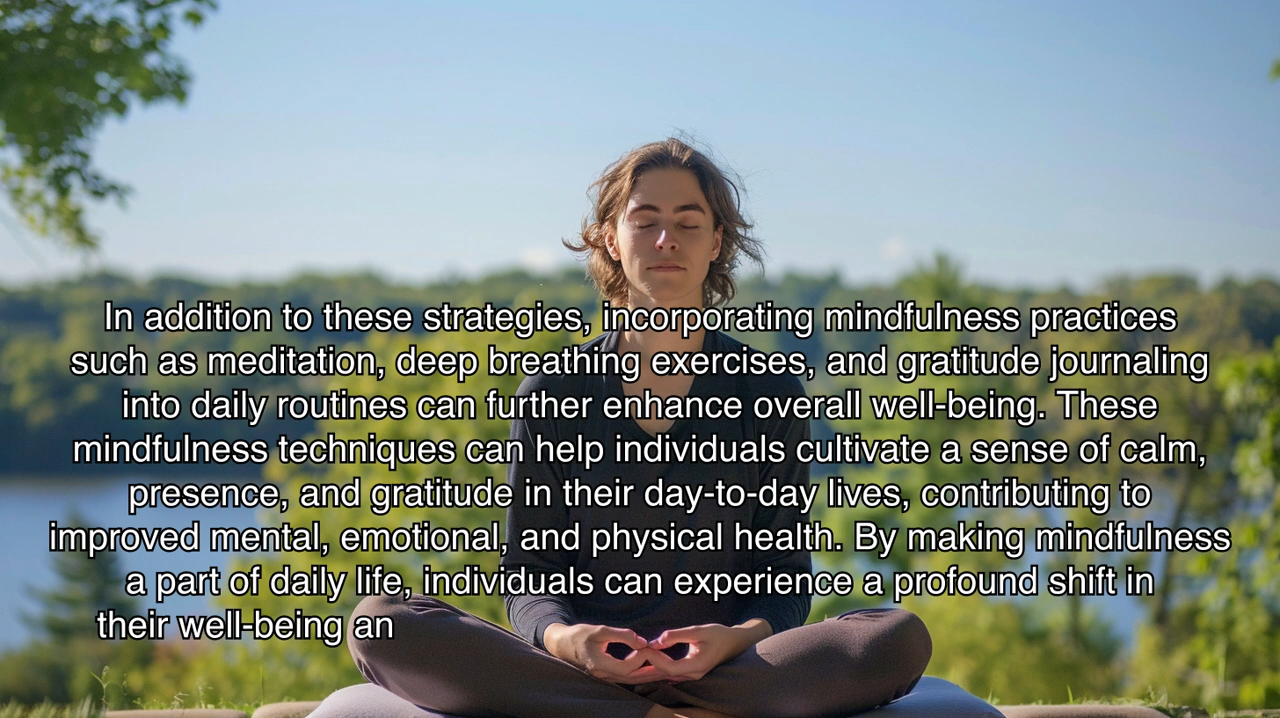 In addition to these strategies, incorporating mindfulness practices
such as meditation, deep breathing exercises, and gratitude journaling
into daily routines can further enhance overall well-being. These
mindfulness techniques can help individuals cultivate a sense of calm,
presence, and gratitude in their day-to-day lives, contributing to
improved mental, emotional, and physical health. By making mindfulness
a part of daily life, individuals can experience a profound shift in
their well-being an